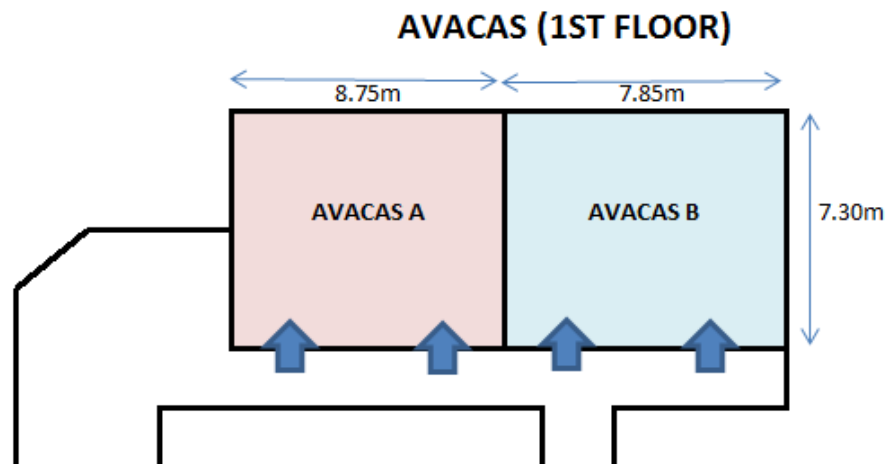 AVACAS (1ST FLOOR)
8.75m 7.85m
AVACAS A AVACAS B
7.30m